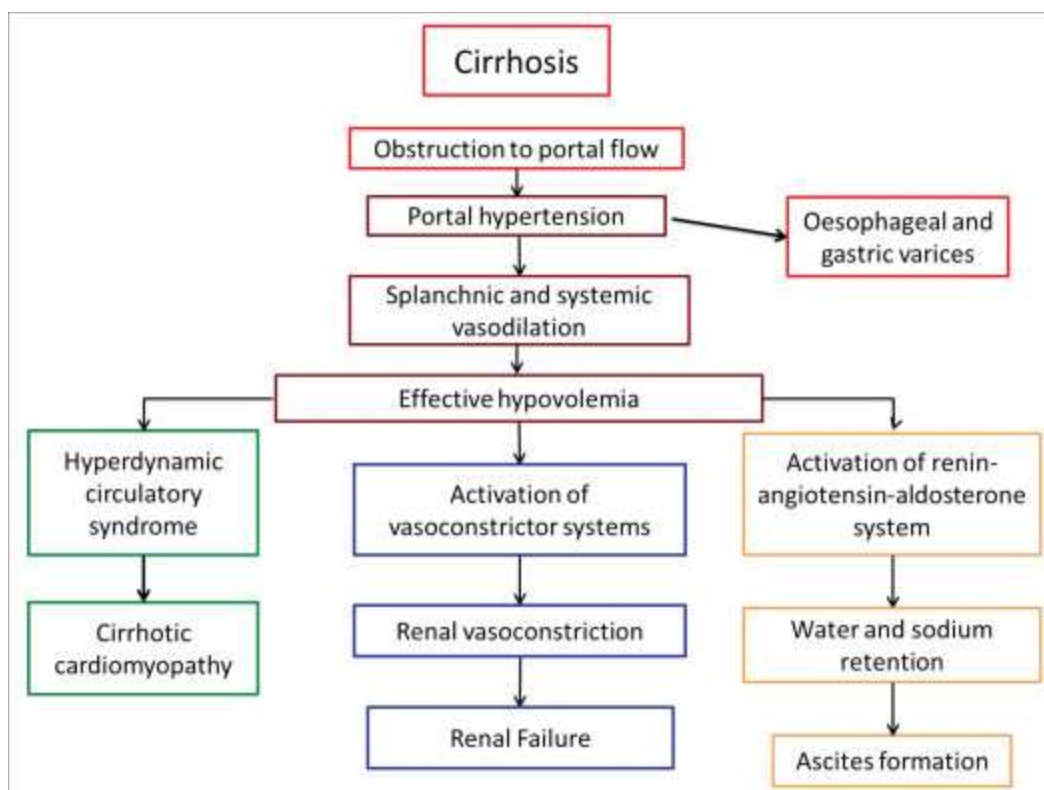 Cirrhosis
Obstruction to portal flow
Portal hypertension
Oesophageal and
gastric varices
Splanchnic and systemic
vasodilation
Effective hypovolemia
Hyperdynamic
circulatory
syndrome
Cirrhotic
cardiomyopathy
Activation of
vasoconstrictor systems
Renal vasoconstriction
Renal Failure
Activation of renin-
angiotensin-aldosterone
system
Water and sodium
retention
Ascites formation